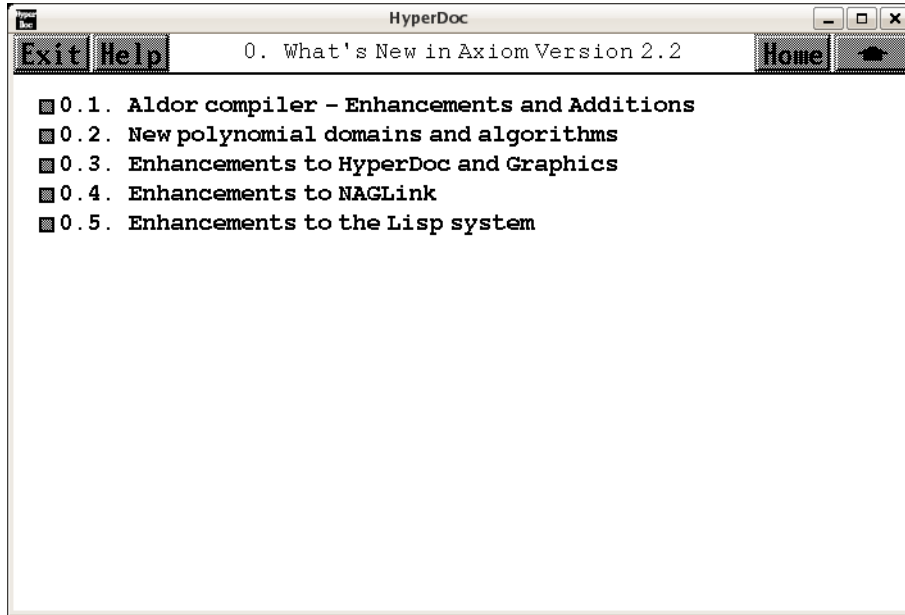 Hyper Doc
HyperDoc
Exit Help 0. What's New in Axiom Version 2.2 Home
0.1. Aldor compiler - Enhancements and Additions
0.2. New polynomial domains and algorithms
0.3. Enhancements to HyperDoc and Graphics
0.4. Enhancements to NAGLink
0.5. Enhancements to the Lisp system